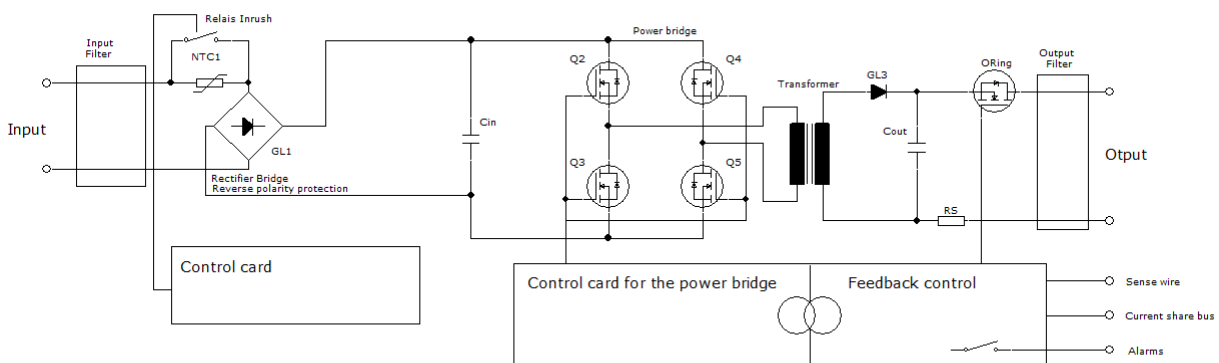 Relais Inrush
Input
Filter
NTC1
Power bridge
Q2
Q4
ORing
Output
Filter
Transformer
GL3
Input
GL1
Cin
Cout
Otput
Q3
Q5
Rectifier Bridge
Reverse polarity protection
RS
Control card
Control card for the power bridge
Feedback control
Sense wire
Current share bus
Alarms